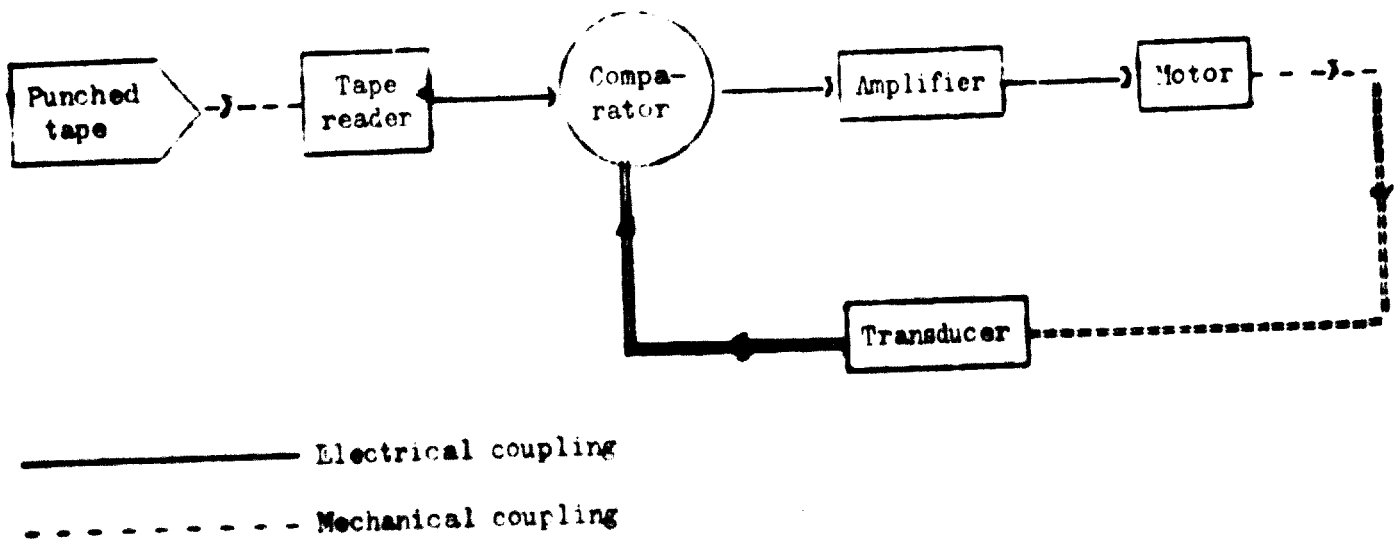 Punched
tape
Tape
reader
Compa-
rator
Amplifier
Motor
Transducer
Electrical coupling
Mechanical coupling